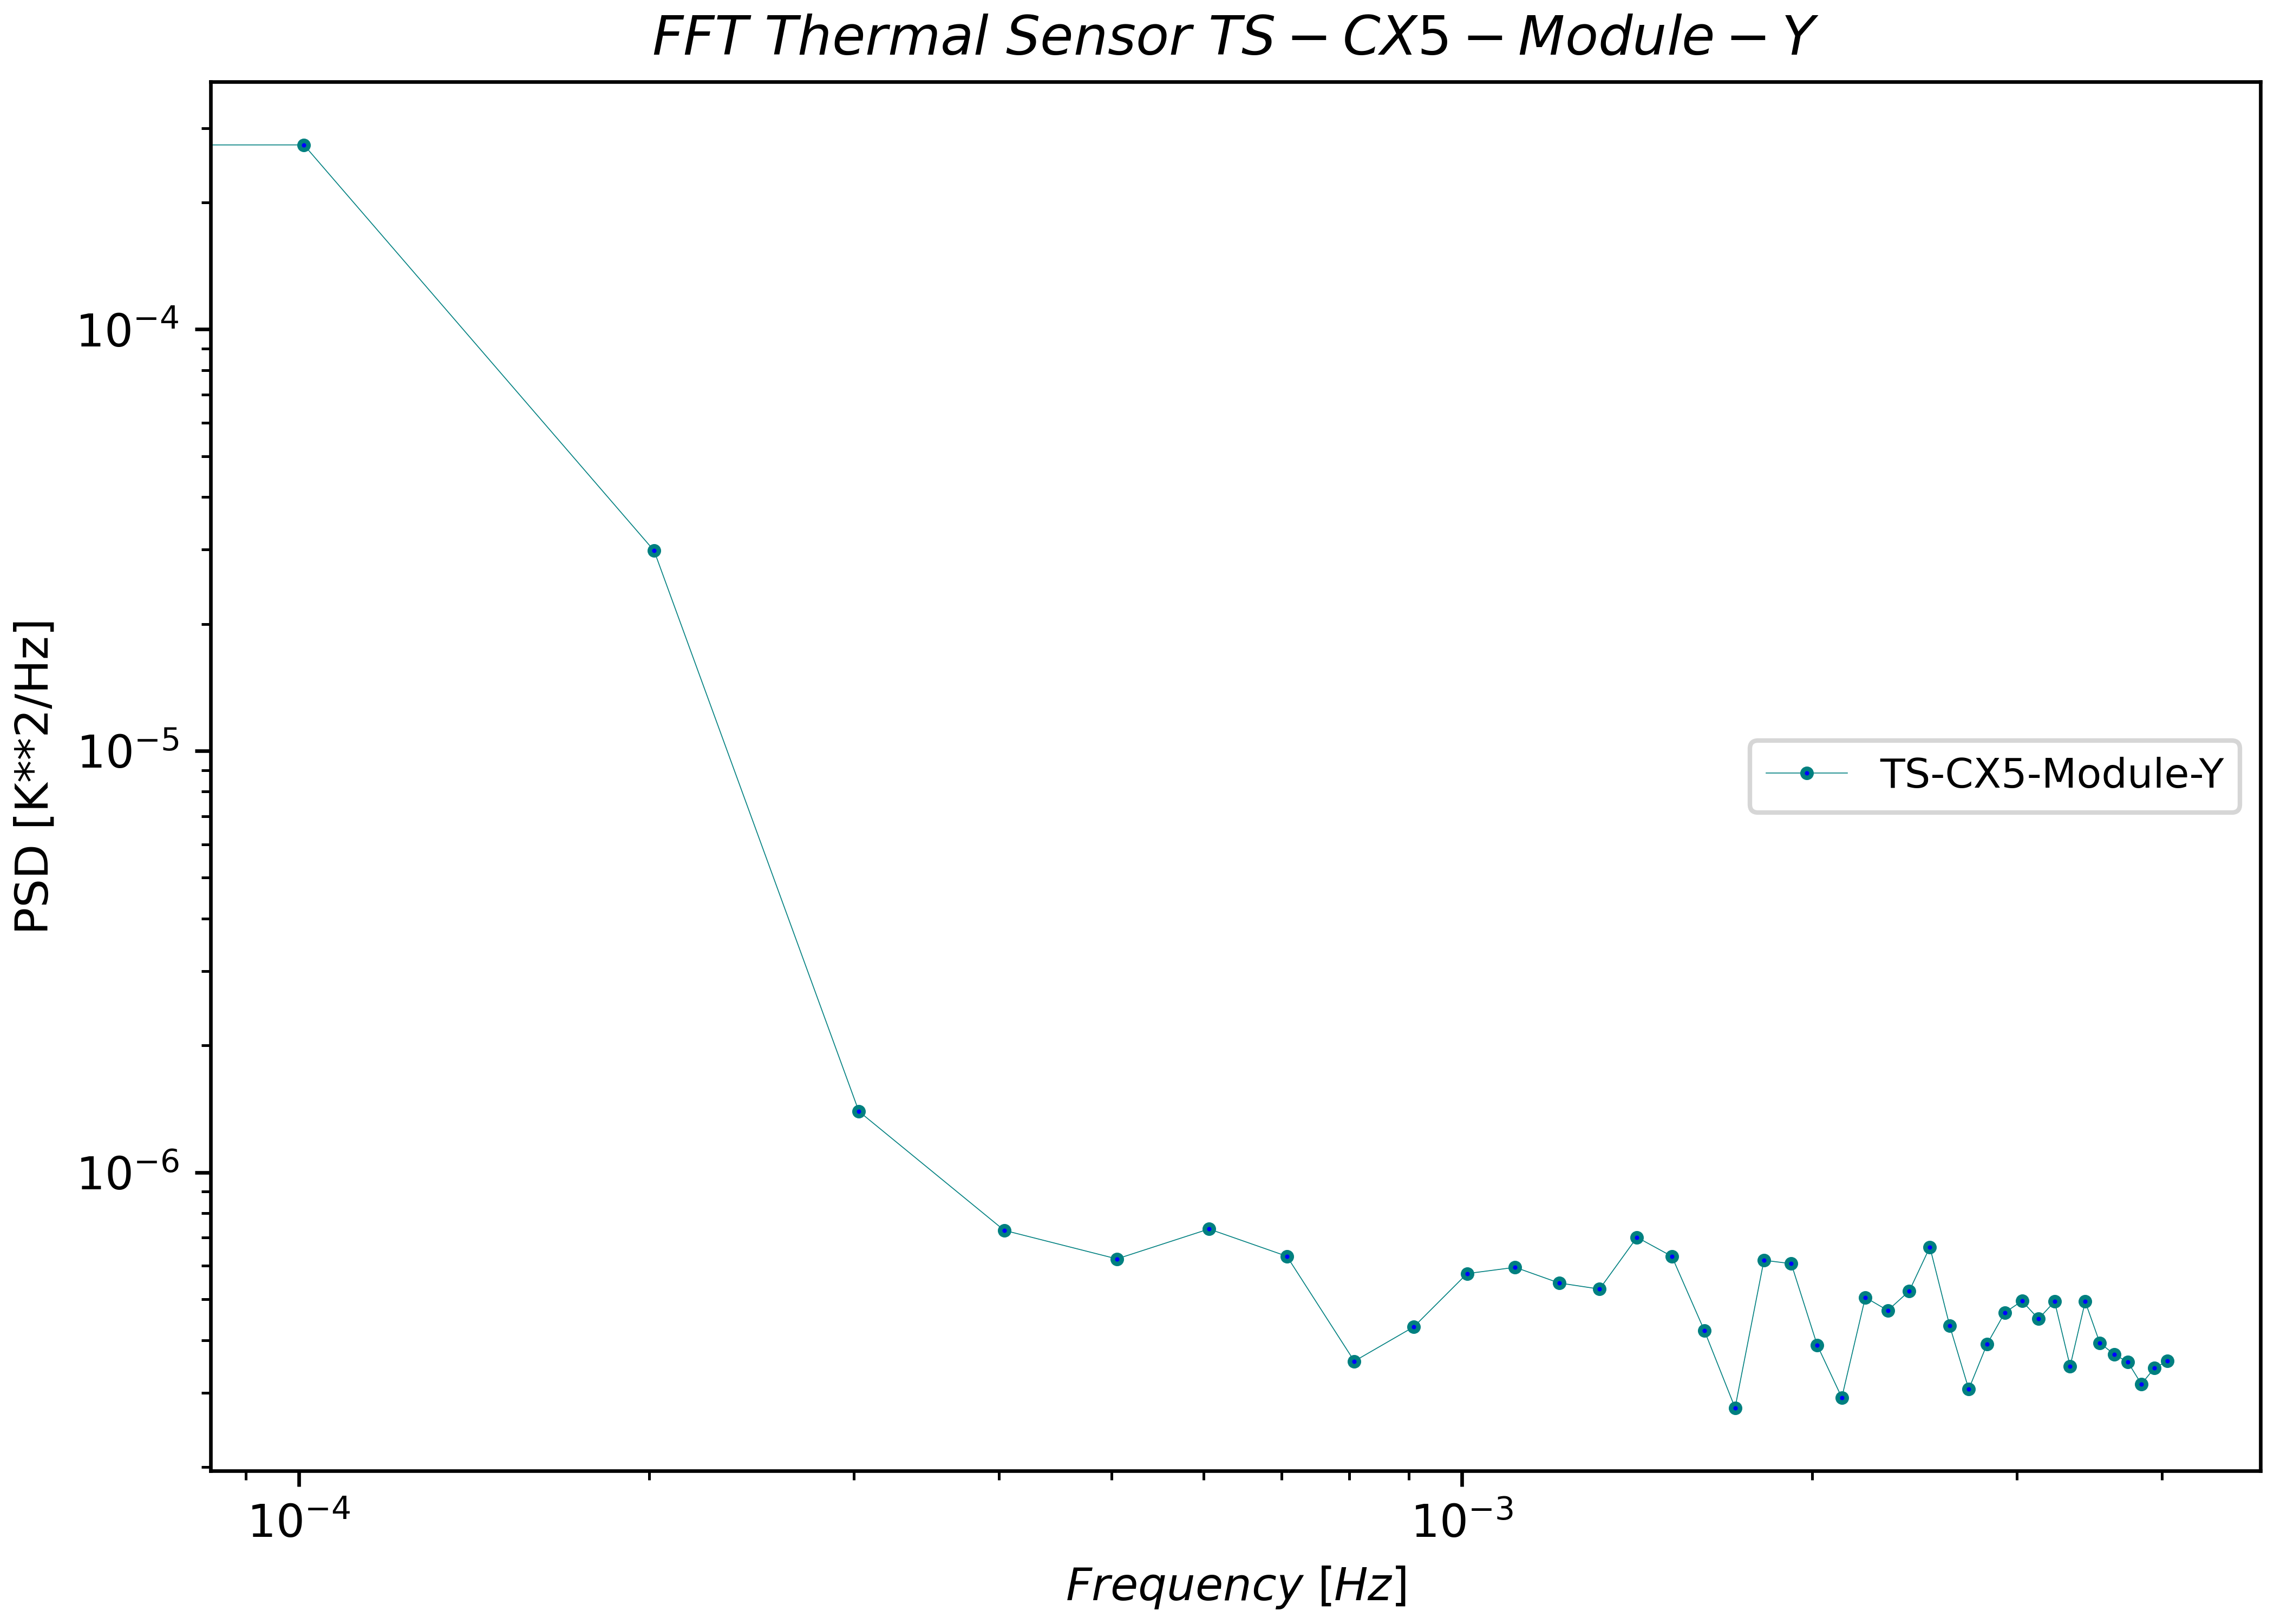 FFT Thermal Sensor TS − CX5 − Module − Y
PSD [K**2/Hz]
10⁻⁴
10⁻⁵
10⁻⁶
TS-CX5-Module-Y
10⁻⁴
10⁻³
Frequency [Hz]